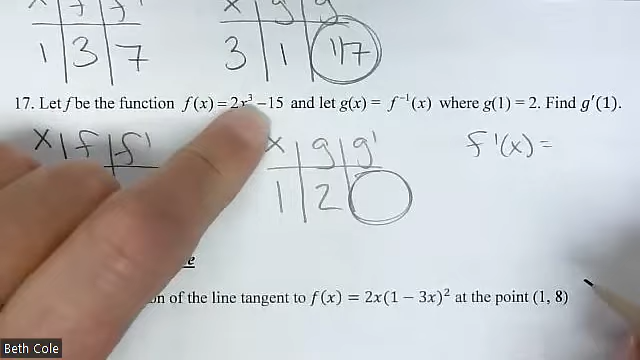 x f f' x g g'
1 3 7 3 1 1/7
17. Let f be the function f(x) = 2x³ − 15 and let g(x) = f⁻¹(x) where g(1) = 2. Find g′(1).
x f f' x g g' f'(x) =
1 2
of the line tangent to f(x) = 2x(1 − 3x)² at the point (1, 8)
Beth Cole